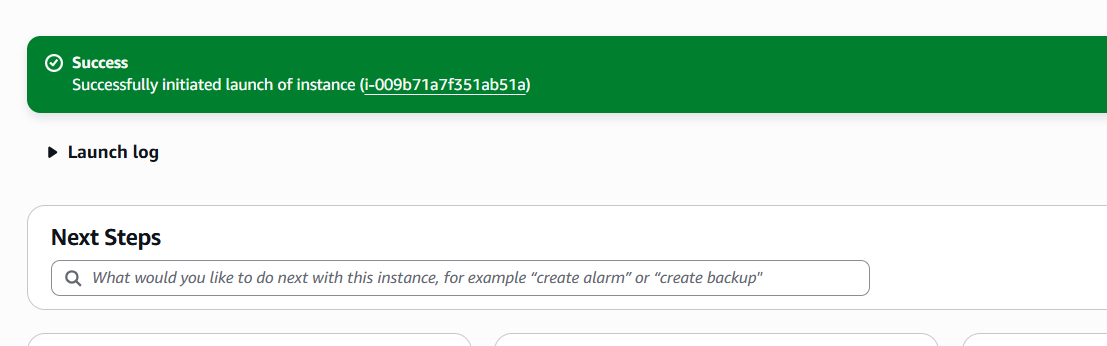 Success
Successfully initiated launch of instance (i-009b71a7f351ab51a)
Launch log
Next Steps
What would you like to do next with this instance, for example “create alarm” or “create backup"